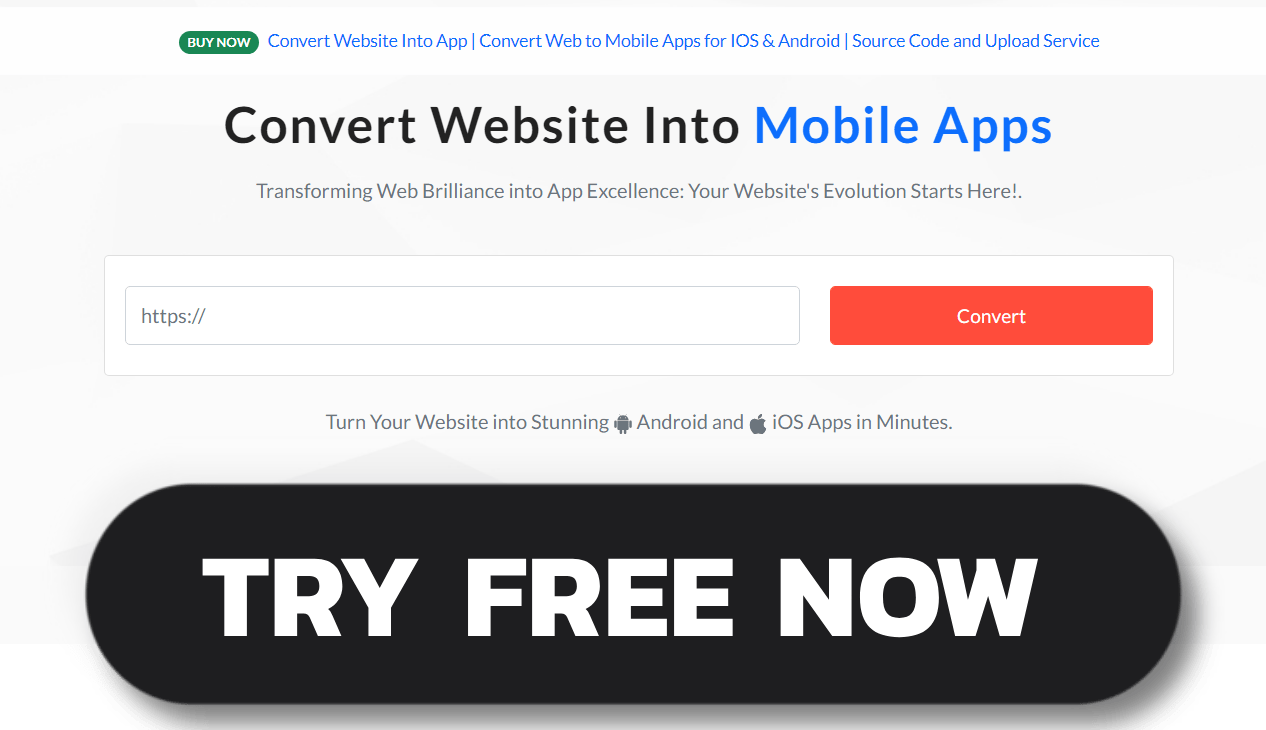 BUY NOW Convert Website Into App | Convert Web to Mobile Apps for IOS & Android | Source Code and Upload Service
Convert Website Into Mobile Apps
Transforming Web Brilliance into App Excellence: Your Website's Evolution Starts Here!.
https:// Convert
Turn Your Website into Stunning Android and iOS Apps in Minutes.
TRY FREE NOW